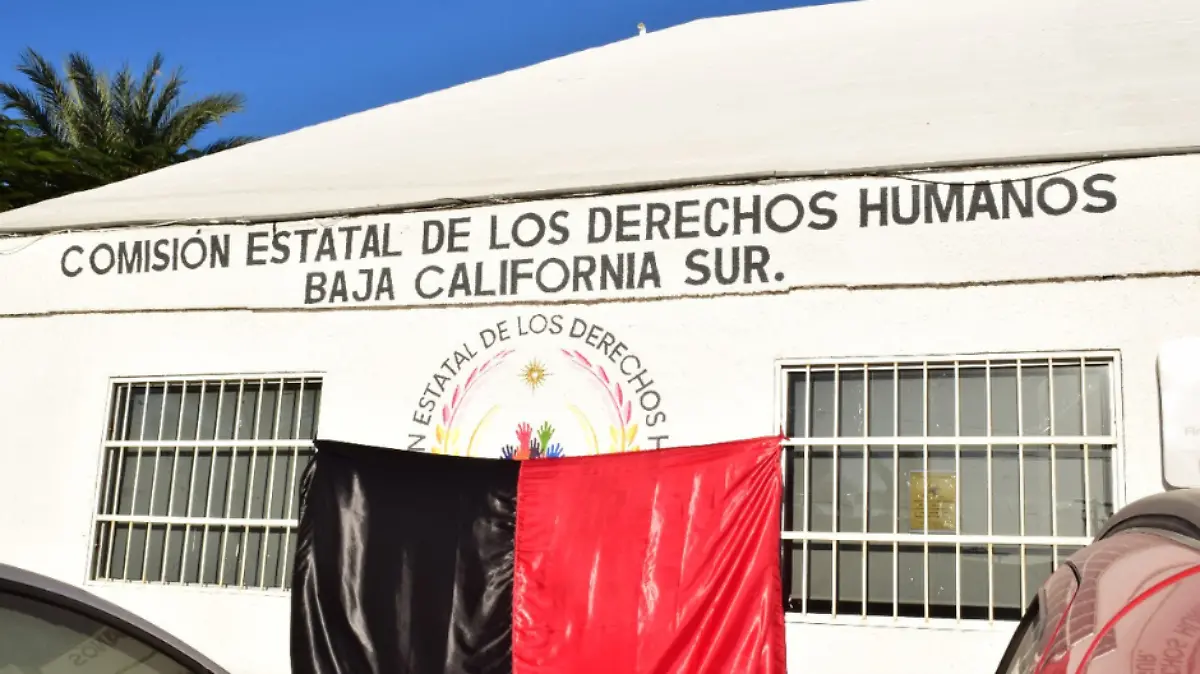 COMISIÓN ESTATAL DE LOS DERECHOS HUMANOS
BAJA CALIFORNIA SUR.
ESTATAL DE LOS DERECHOS H